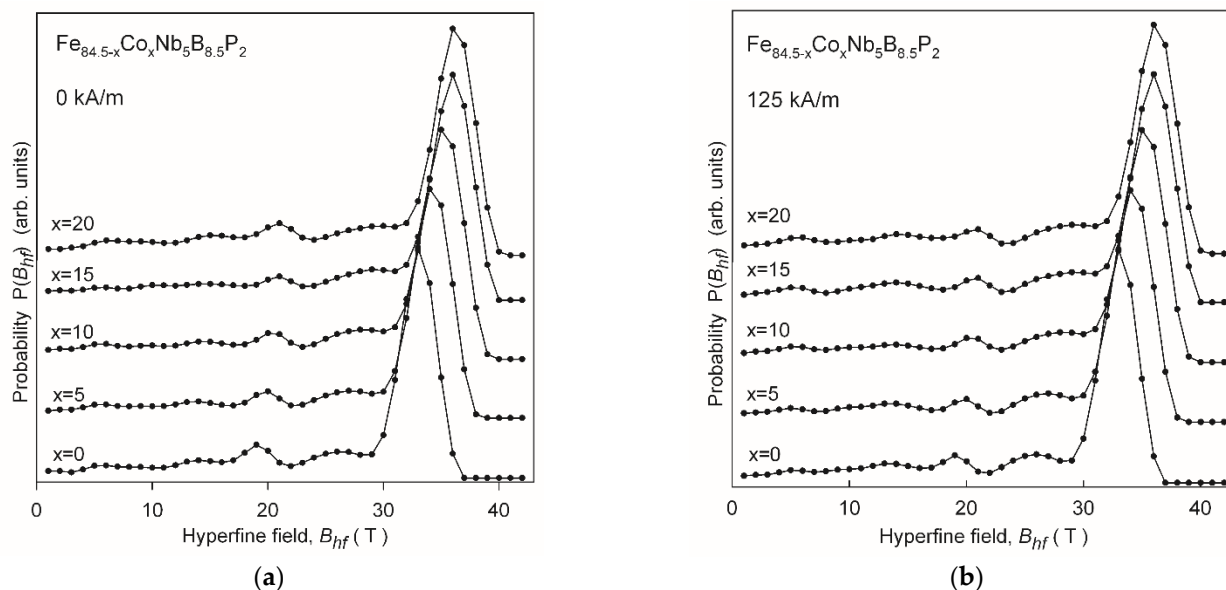 Fe84.5-xCoxNb5B8.5P2
0 kA/m
Probability P(Bhf) (arb. units)
x=20
x=15
x=10
x=5
x=0
0 10 20 30 40
Hyperfine field, Bhf ( T )
(a)
Fe84.5-xCoxNb5B8.5P2
125 kA/m
Probability P(Bhf) (arb. units)
x=20
x=15
x=10
x=5
x=0
0 10 20 30 40
Hyperfine field, Bhf ( T )
(b)